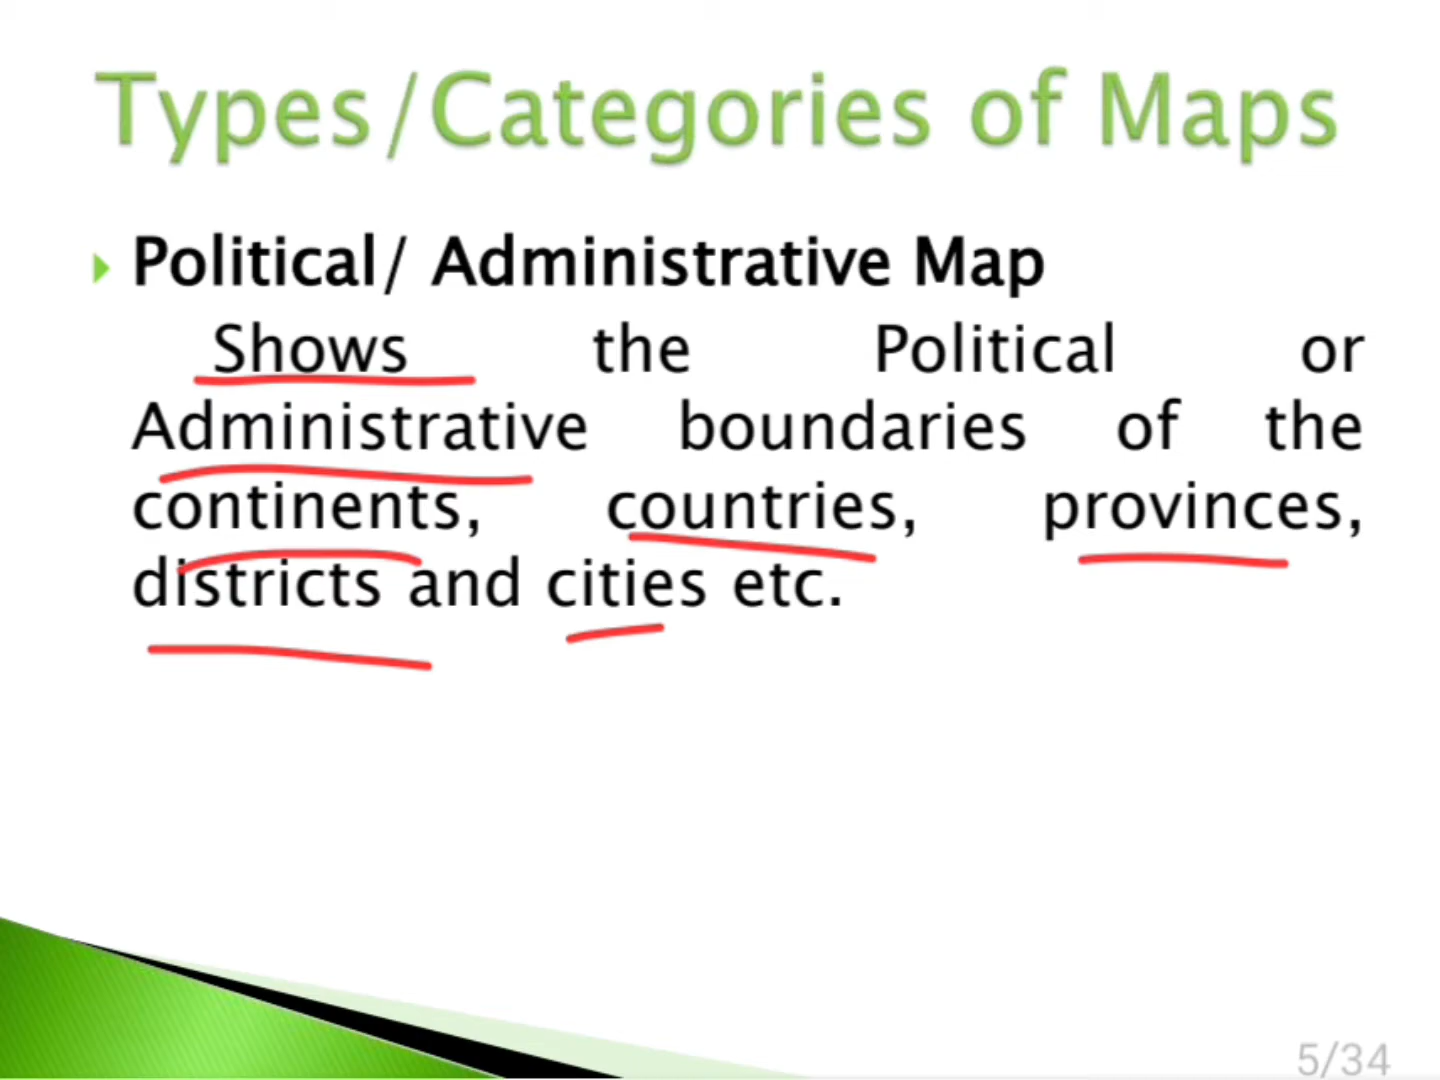 Types/Categories of Maps
Political/ Administrative Map
Shows the Political or
Administrative boundaries of the
continents, countries, provinces,
districts and cities etc.
5/34